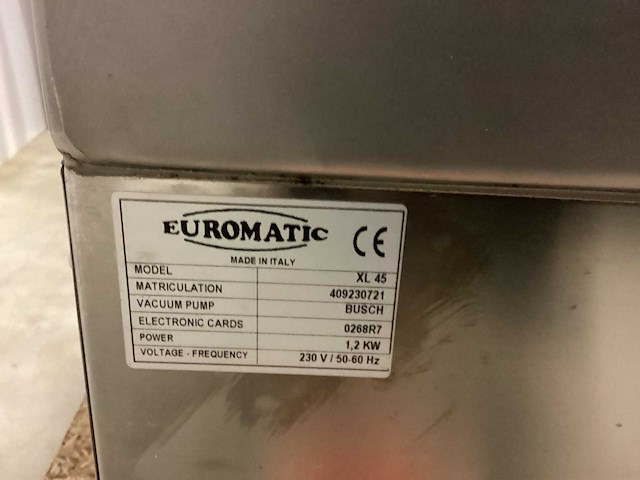 EUROMATIC CE
MADE IN ITALY
MODEL XL 45
MATRICULATION 409230721
VACUUM PUMP BUSCH
ELECTRONIC CARDS 0268R7
POWER 1,2 KW
VOLTAGE - FREQUENCY 230 V / 50-60 Hz